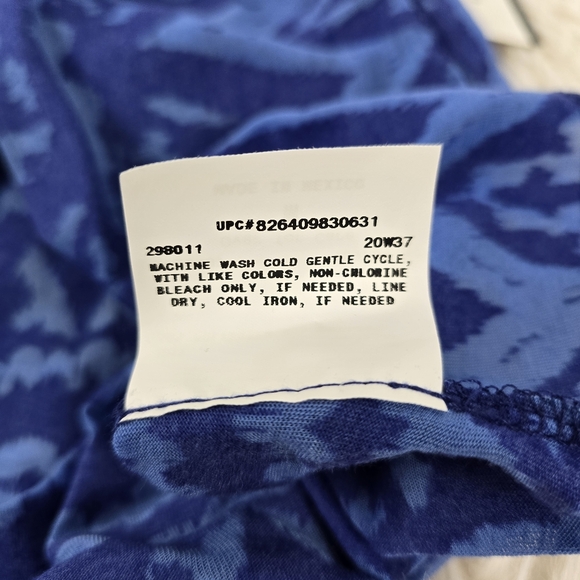 UPC#826409830631
298011 20W37
MACHINE WASH COLD GENTLE CYCLE,
WITH LIKE COLORS, NON-CHLORINE
BLEACH ONLY, IF NEEDED, LINE
DRY, COOL IRON, IF NEEDED